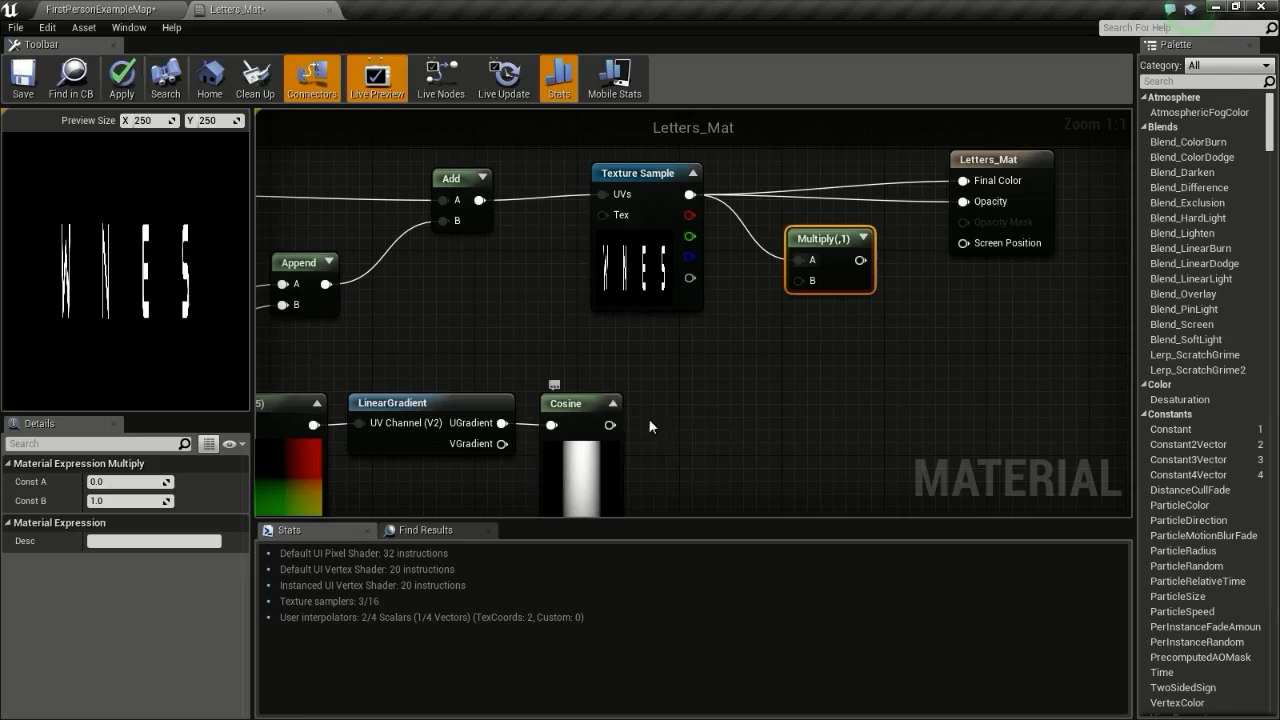 FirstPersonExampleMap*
Letters_Mat*
File Edit Asset Window Help
Search For Help
Toolbar
Palette
Save
Find in CB
Apply
Search
Home
Clean Up
Connectors
Live Preview
Live Nodes
Live Update
Stats
Mobile Stats
Category: All
Search
Preview Size X 250 Y 250
Letters_Mat
Zoom 1:1
W N E S
Add
A
B
Append
A
B
Texture Sample
UVs
Tex
W N E S
Multiply(,1)
A
B
Letters_Mat
Final Color
Opacity
Opacity Mask
Screen Position
5)
LinearGradient
UV Channel (V2) UGradient
VGradient
Cosine
MATERIAL
Details
Search
Material Expression Multiply
Const A 0.0
Const B 1.0
Material Expression
Desc
Stats
Find Results
Default UI Pixel Shader: 32 instructions
Default UI Vertex Shader: 20 instructions
Instanced UI Vertex Shader: 20 instructions
Texture samplers: 3/16
User interpolators: 2/4 Scalars (1/4 Vectors) (TexCoords: 2, Custom: 0)
Atmosphere
AtmosphericFogColor
Blends
Blend_ColorBurn
Blend_ColorDodge
Blend_Darken
Blend_Difference
Blend_Exclusion
Blend_HardLight
Blend_Lighten
Blend_LinearBurn
Blend_LinearDodge
Blend_LinearLight
Blend_Overlay
Blend_PinLight
Blend_Screen
Blend_SoftLight
Lerp_ScratchGrime
Lerp_ScratchGrime2
Color
Desaturation
Constants
Constant 1
Constant2Vector 2
Constant3Vector 3
Constant4Vector 4
DistanceCullFade
ParticleColor
ParticleDirection
ParticleMotionBlurFade
ParticleRadius
ParticleRandom
ParticleRelativeTime
ParticleSize
ParticleSpeed
PerInstanceFadeAmoun
PerInstanceRandom
PrecomputedAOMask
Time
TwoSidedSign
VertexColor